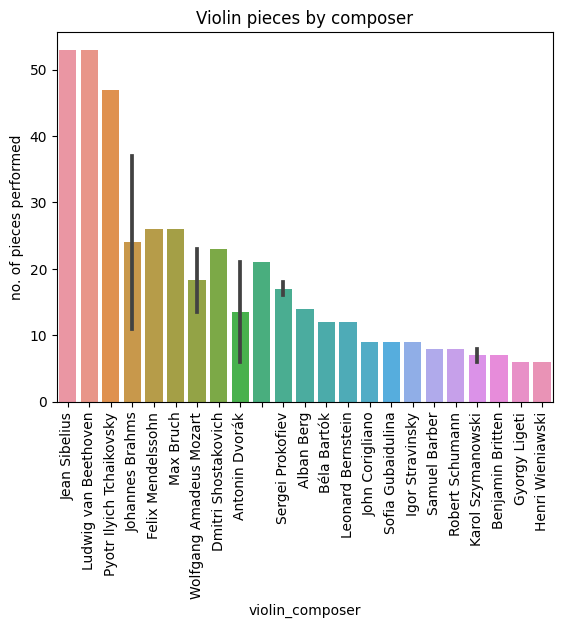 Violin pieces by composer
no. of pieces performed
50
40
30
20
10
0
Jean Sibelius
Ludwig van Beethoven
Pyotr Ilyich Tchaikovsky
Johannes Brahms
Felix Mendelssohn
Max Bruch
Wolfgang Amadeus Mozart
Dmitri Shostakovich
Antonin Dvorák
Sergei Prokofiev
Alban Berg
Béla Bartók
Leonard Bernstein
John Corigliano
Sofia Gubaidulina
Igor Stravinsky
Samuel Barber
Robert Schumann
Karol Szymanowski
Benjamin Britten
Gyorgy Ligeti
Henri Wieniawski
violin_composer